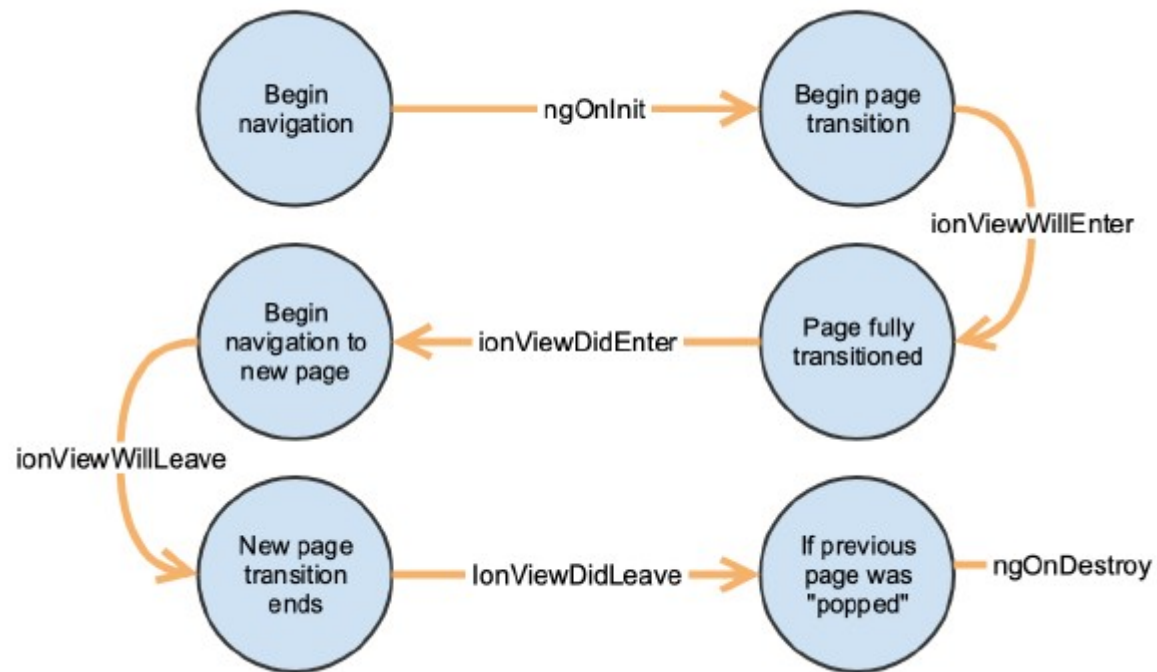 Begin
navigation
ngOnInit
Begin page
transition
ionViewWillEnter
Page fully
transitioned
ionViewDidEnter
Begin
navigation to
new page
ionViewWillLeave
New page
transition
ends
IonViewDidLeave
If previous
page was
"popped"
ngOnDestroy